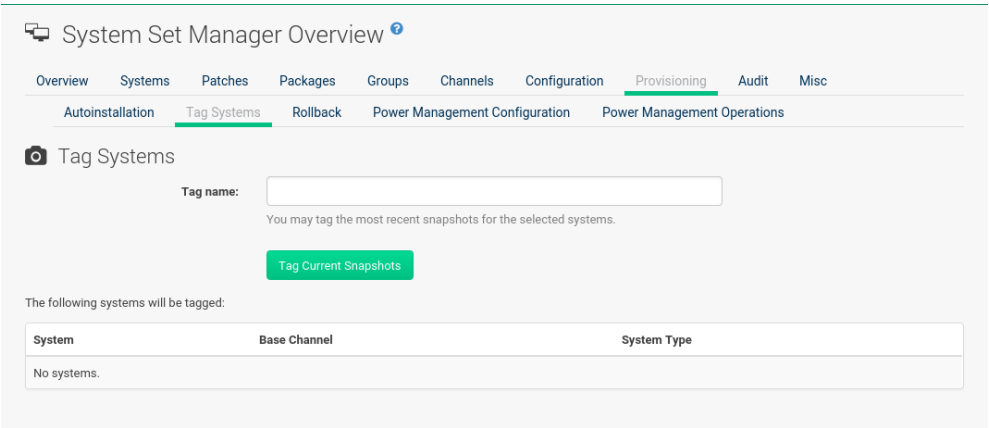 System Set Manager Overview ?
Overview Systems Patches Packages Groups Channels Configuration Provisioning Audit Misc
Autoinstallation Tag Systems Rollback Power Management Configuration Power Management Operations
Tag Systems
Tag name:
You may tag the most recent snapshots for the selected systems.
Tag Current Snapshots
The following systems will be tagged:
System Base Channel System Type
No systems.